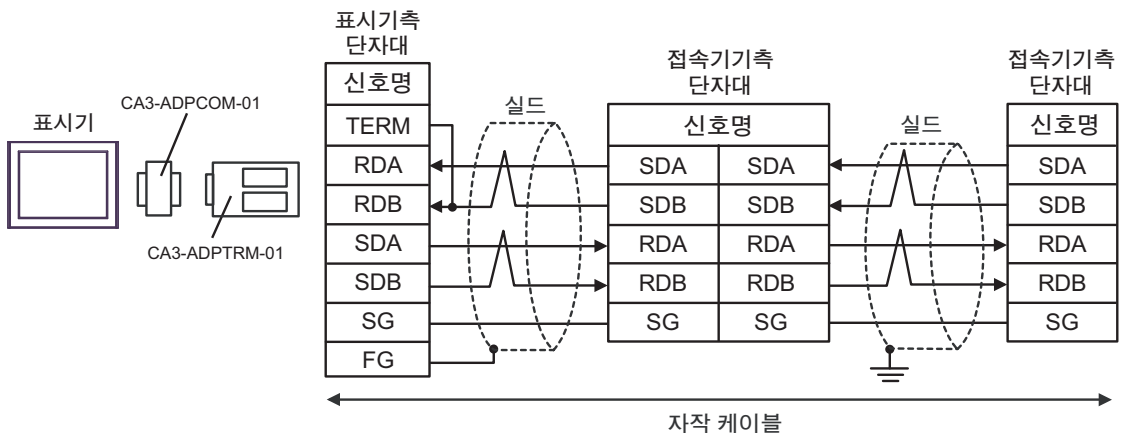 표시기
CA3-ADPCOM-01
CA3-ADPTRM-01
표시기측
단자대
신호명
TERM
RDA
RDB
SDA
SDB
SG
FG
실드
접속기기측
단자대
신호명
SDA SDA
SDB SDB
RDA RDA
RDB RDB
SG SG
실드
접속기기측
단자대
신호명
SDA
SDB
RDA
RDB
SG
자작 케이블